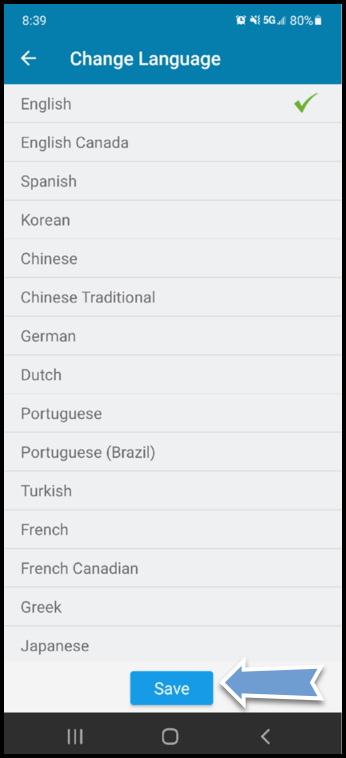 8:39 5G 80%
Change Language
English
English Canada
Spanish
Korean
Chinese
Chinese Traditional
German
Dutch
Portuguese
Portuguese (Brazil)
Turkish
French
French Canadian
Greek
Japanese
Save